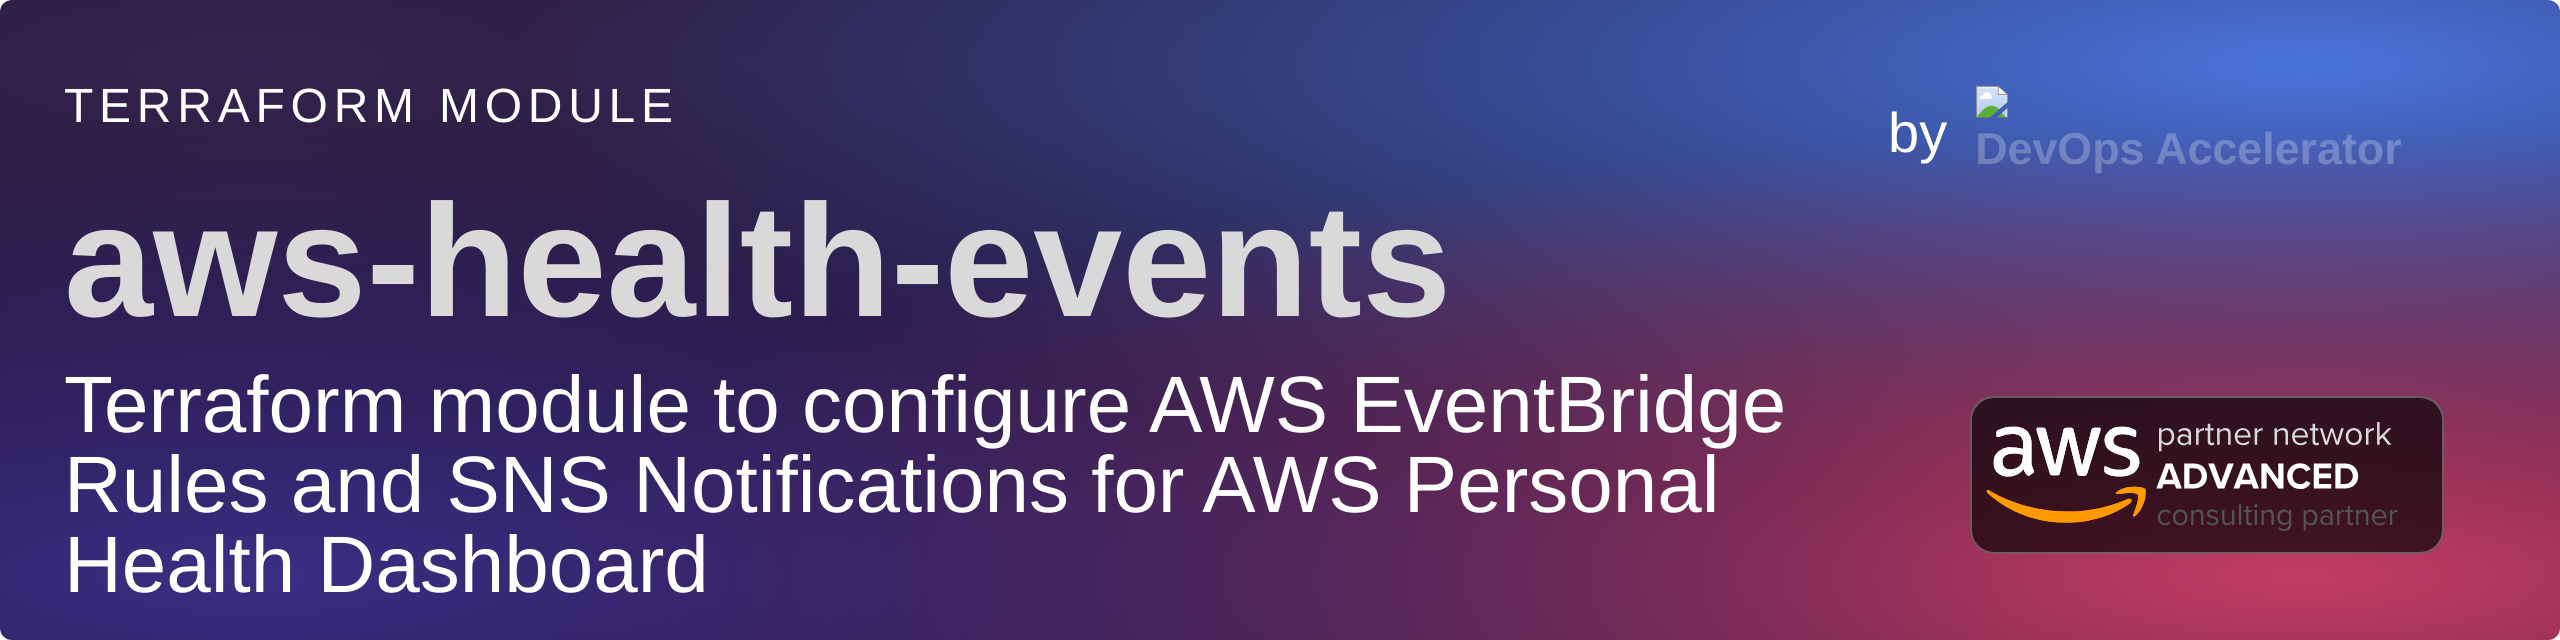 TERRAFORM MODULE
by
DevOps Accelerator
aws-health-events
Terraform module to configure AWS EventBridge
Rules and SNS Notifications for AWS Personal
Health Dashboard
aws
partner network
ADVANCED
consulting partner